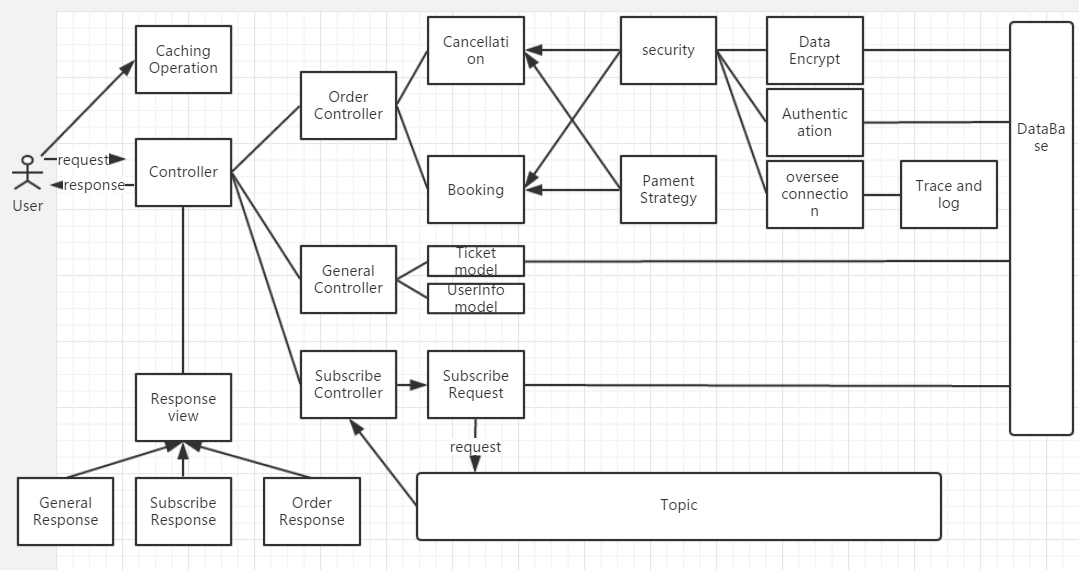 Caching
Operation
request
response
User
Controller
Order
Controller
Cancellati
on
Booking
security
Pament
Strategy
Data
Encrypt
Authentic
ation
oversee
connectio
n
Trace and
log
DataBa
se
General
Controller
Ticket
model
UserInfo
model
Subscribe
Controller
Subscribe
Request
request
Topic
Response
view
General
Response
Subscribe
Response
Order
Response